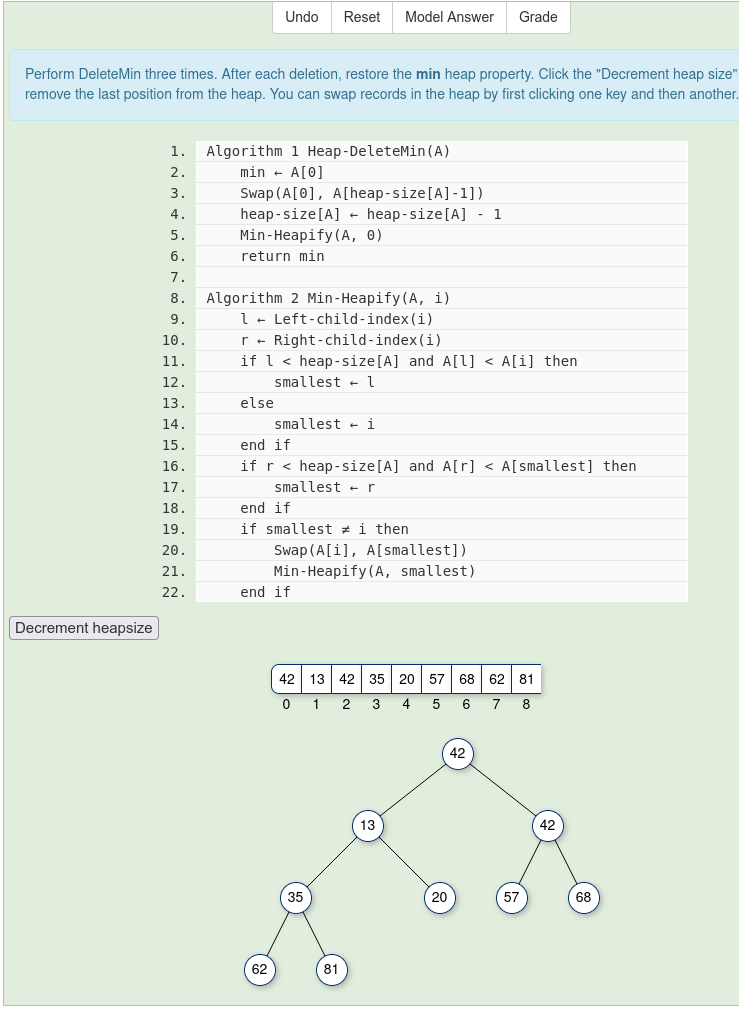 Undo Reset Model Answer Grade
Perform DeleteMin three times. After each deletion, restore the min heap property. Click the "Decrement heap size"
remove the last position from the heap. You can swap records in the heap by first clicking one key and then another.
1. Algorithm 1 Heap-DeleteMin(A)
2. min ← A[0]
3. Swap(A[0], A[heap-size[A]-1])
4. heap-size[A] ← heap-size[A] - 1
5. Min-Heapify(A, 0)
6. return min
7.
8. Algorithm 2 Min-Heapify(A, i)
9. l ← Left-child-index(i)
10. r ← Right-child-index(i)
11. if l < heap-size[A] and A[l] < A[i] then
12. smallest ← l
13. else
14. smallest ← i
15. end if
16. if r < heap-size[A] and A[r] < A[smallest] then
17. smallest ← r
18. end if
19. if smallest ≠ i then
20. Swap(A[i], A[smallest])
21. Min-Heapify(A, smallest)
22. end if
Decrement heapsize
42 13 42 35 20 57 68 62 81
0 1 2 3 4 5 6 7 8
42
13 42
35 20 57 68
62 81